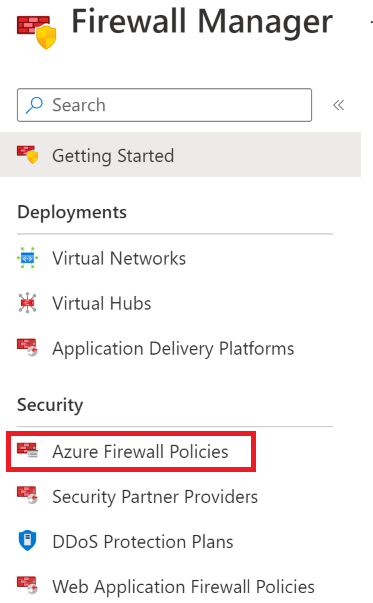 Firewall Manager
Search
Getting Started
Deployments
Virtual Networks
Virtual Hubs
Application Delivery Platforms
Security
Azure Firewall Policies
Security Partner Providers
DDoS Protection Plans
Web Application Firewall Policies